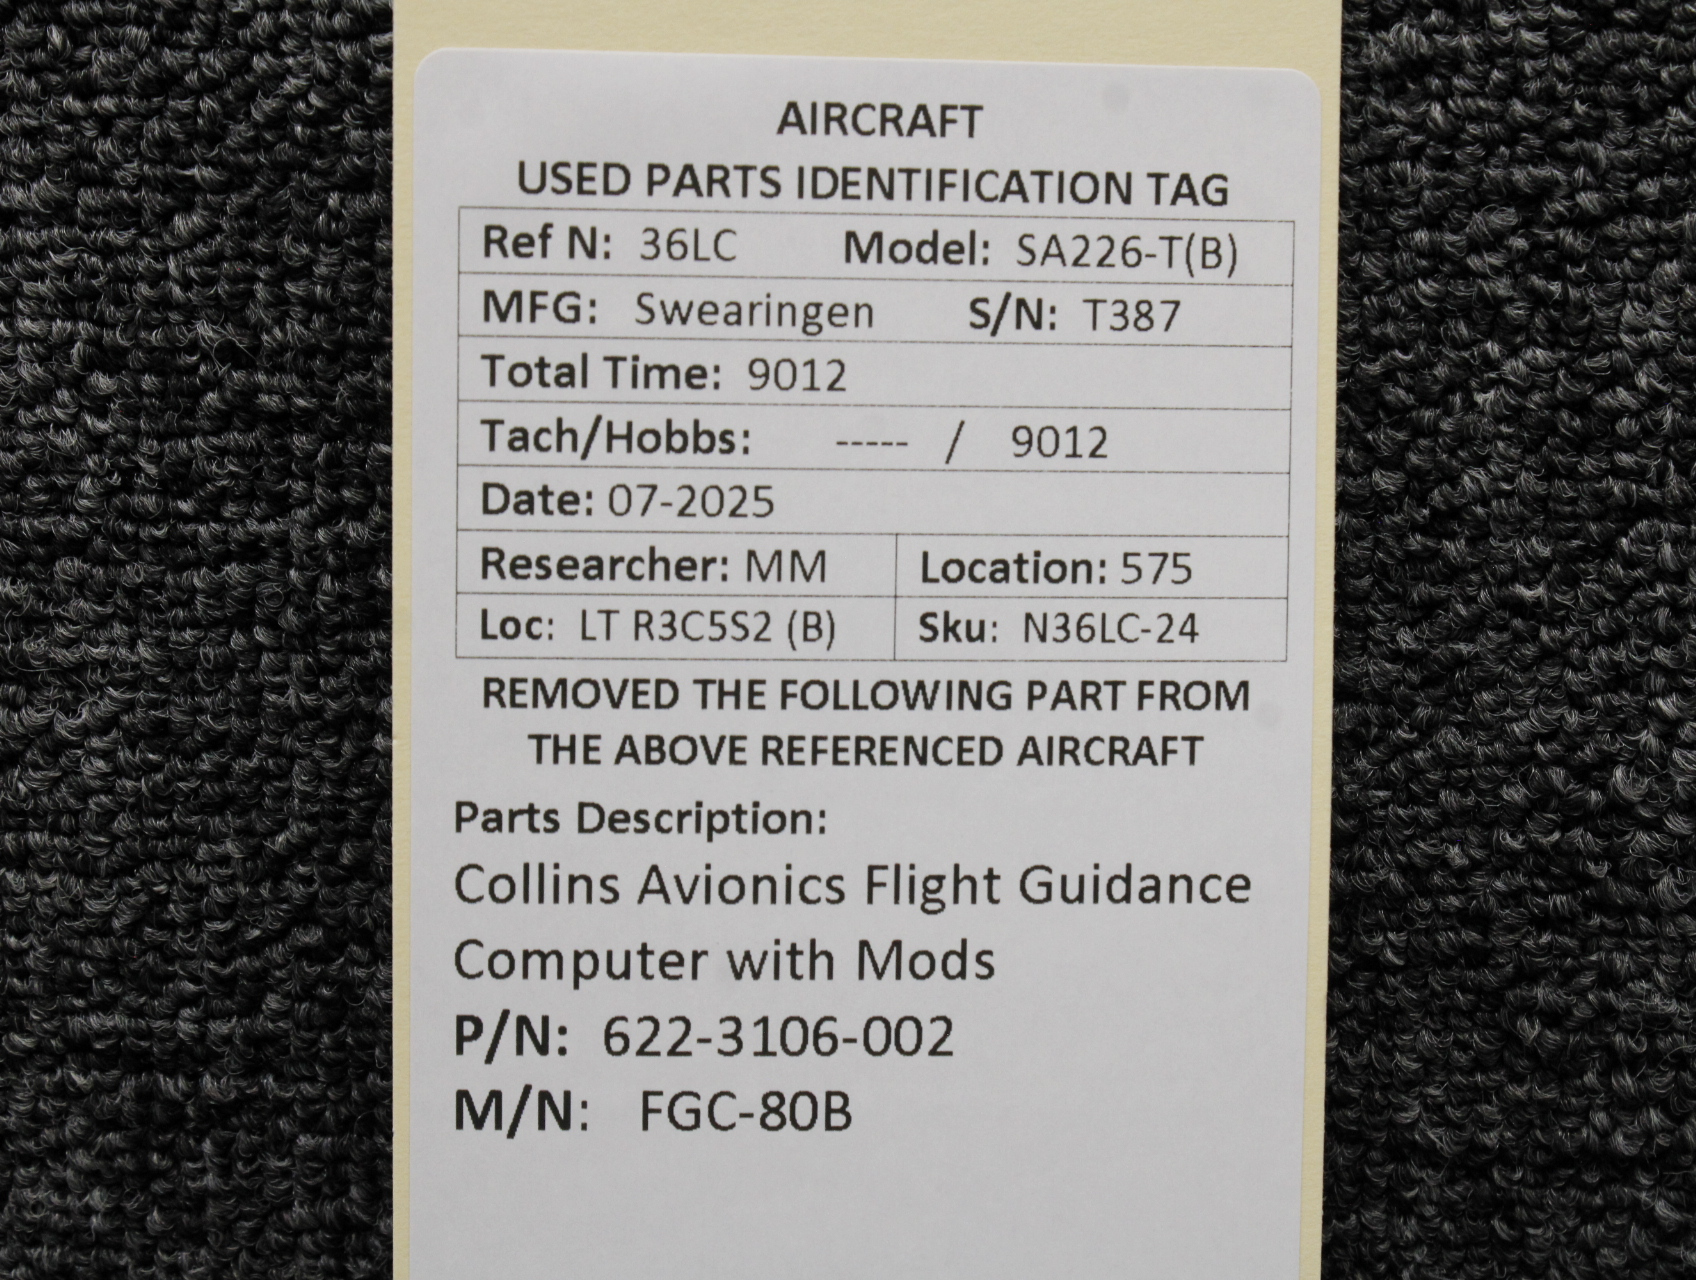 AIRCRAFT
USED PARTS IDENTIFICATION TAG
Ref N: 36LC Model: SA226-T(B)
MFG: Swearingen S/N: T387
Total Time: 9012
Tach/Hobbs: ----- / 9012
Date: 07-2025
Researcher: MM Location: 575
Loc: LT R3C5S2 (B) Sku: N36LC-24
REMOVED THE FOLLOWING PART FROM
THE ABOVE REFERENCED AIRCRAFT
Parts Description:
Collins Avionics Flight Guidance
Computer with Mods
P/N: 622-3106-002
M/N: FGC-80B